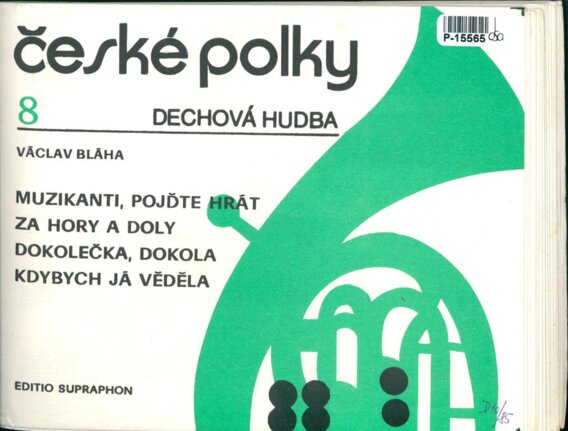 české polky
P-15565
8
DECHOVÁ HUDBA
VÁCLAV BLÁHA
MUZIKANTI, POJĎTE HRÁT
ZA HORY A DOLY
DOKOLEČKA, DOKOLA
KDYBYCH JÁ VĚDĚLA
EDITIO SUPRAPHON